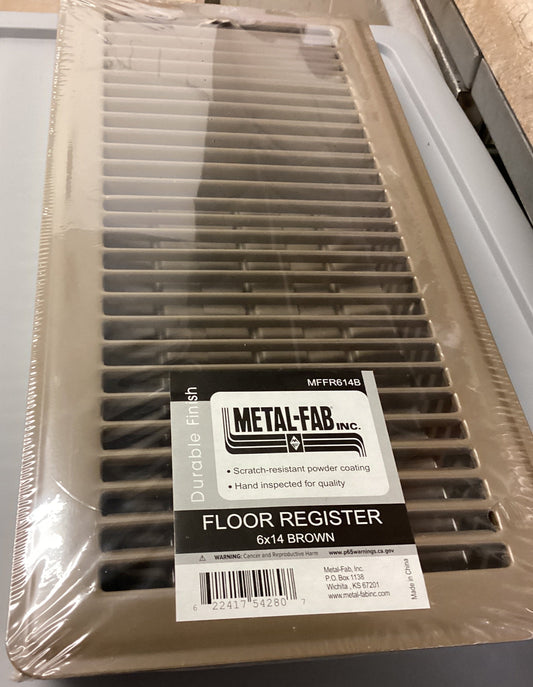 MFFR614B
Durable Finish
METAL-FAB INC.
• Scratch-resistant powder coating
• Hand inspected for quality
FLOOR REGISTER
6x14 BROWN
WARNING: Cancer and Reproductive Harm www.p65warnings.ca.gov
Metal-Fab, Inc.
P.O. Box 1138
Wichita , KS 67201
www.metal-fabinc.com
Made in China
6 22417 54280 7